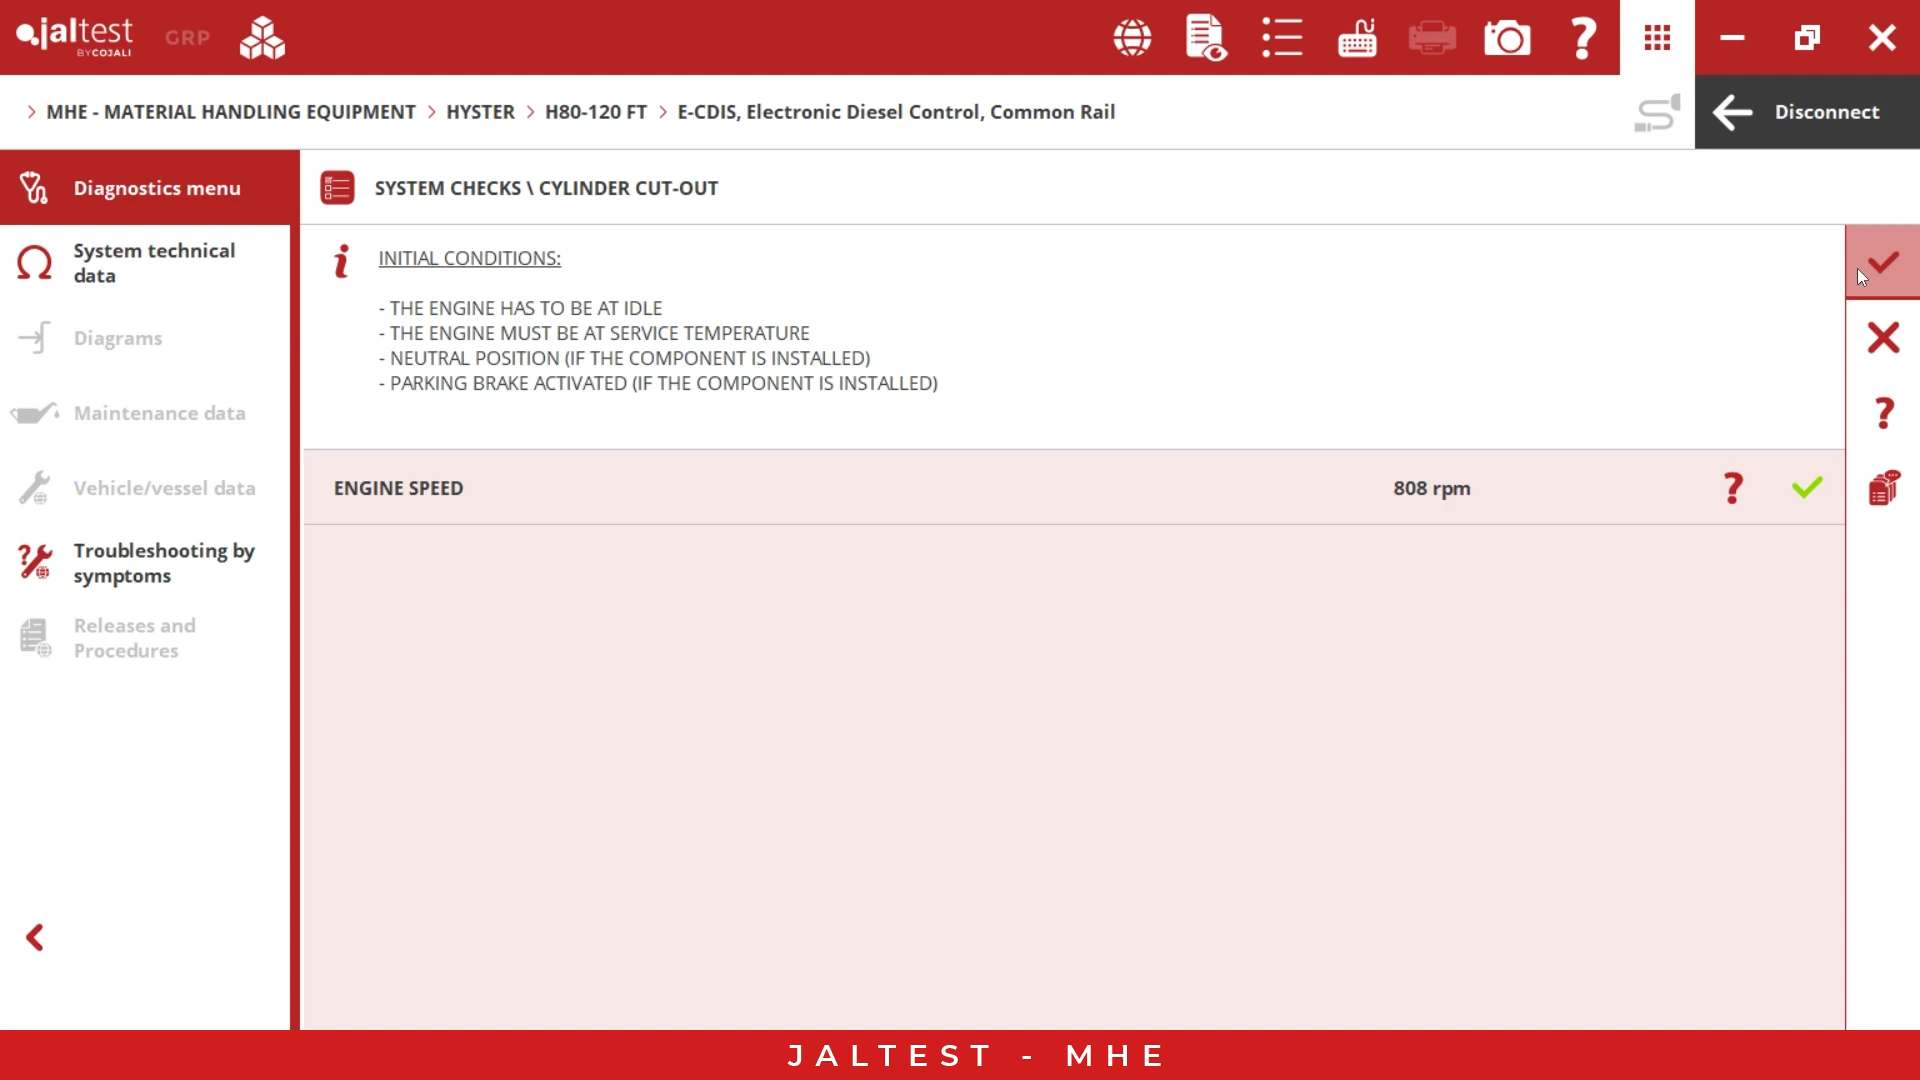 jaltest
BY COJALI
GRP
> MHE - MATERIAL HANDLING EQUIPMENT > HYSTER > H80-120 FT > E-CDIS, Electronic Diesel Control, Common Rail
Disconnect
Diagnostics menu
System technical
data
Diagrams
Maintenance data
Vehicle/vessel data
Troubleshooting by
symptoms
Releases and
Procedures
SYSTEM CHECKS \ CYLINDER CUT-OUT
INITIAL CONDITIONS:
- THE ENGINE HAS TO BE AT IDLE
- THE ENGINE MUST BE AT SERVICE TEMPERATURE
- NEUTRAL POSITION (IF THE COMPONENT IS INSTALLED)
- PARKING BRAKE ACTIVATED (IF THE COMPONENT IS INSTALLED)
ENGINE SPEED 808 rpm
JALTEST - MHE